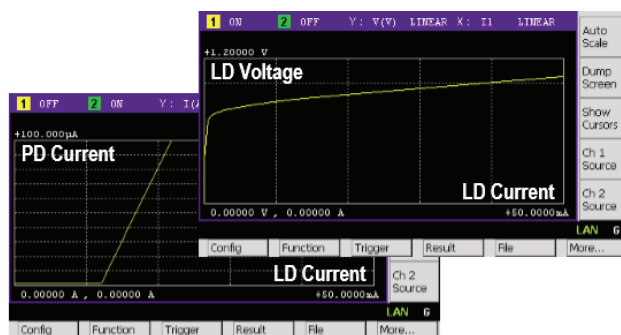 1 ON 2 OFF Y: V(V) LINEAR X: I1 LINEAR
+1.20000 V
LD Voltage
LD Current
0.00000 V , 0.00000 A +50.0000mA
Auto Scale
Dump Screen
Show Cursors
Ch 1 Source
Ch 2 Source
LAN G
Config Function Trigger Result File More...
1 OFF 2 ON Y: I(
+100.000µA
PD Current
LD Current
0.00000 A , 0.00000 A +50.0000mA
Ch 2 Source
LAN G
Config Function Trigger Result File More...